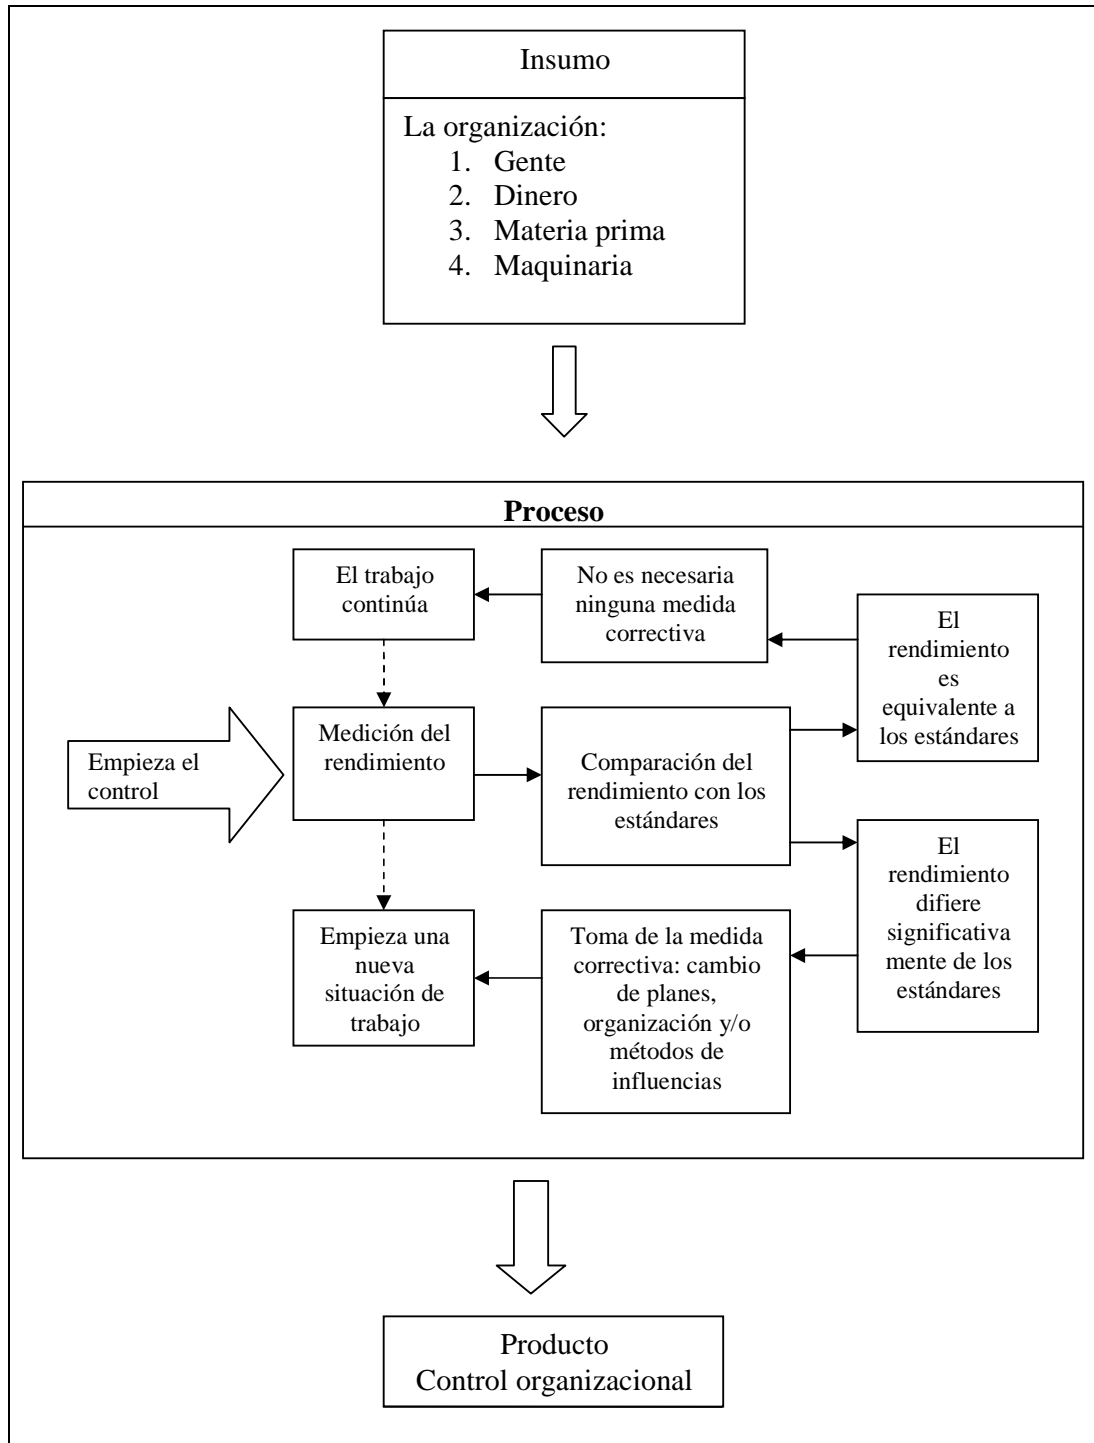 Insumo
La organización:
1. Gente
2. Dinero
3. Materia prima
4. Maquinaria
Proceso
El trabajo
continúa
No es necesaria
ninguna medida
correctiva
El
rendimiento
es
equivalente a
los estándares
Empieza el
control
Medición del
rendimiento
Comparación del
rendimiento con los
estándares
El
rendimiento
difiere
significativa
mente de los
estándares
Empieza una
nueva
situación de
trabajo
Toma de la medida
correctiva: cambio
de planes,
organización y/o
métodos de
influencias
Producto
Control organizacional